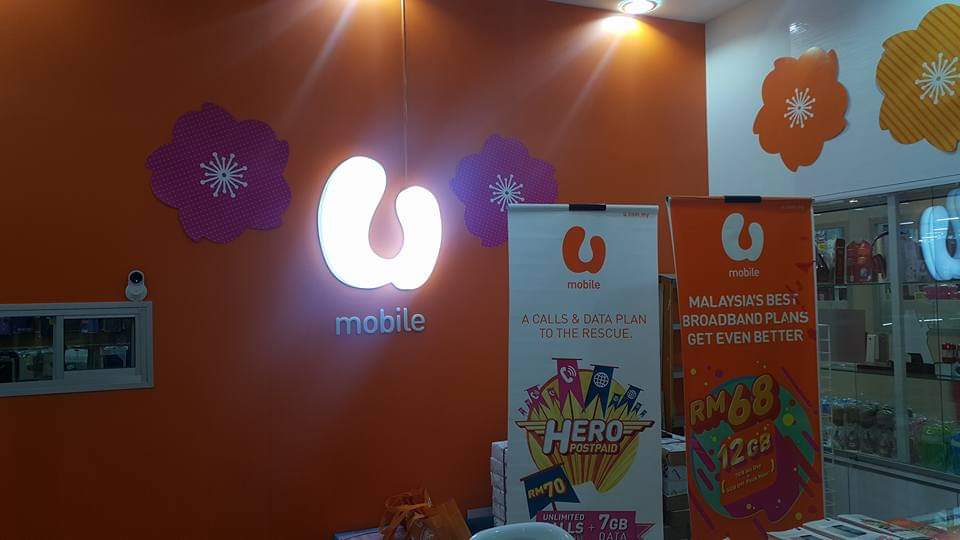 mobile
u.com.my
mobile
A CALLS & DATA PLAN
TO THE RESCUE.
HERO
POSTPAID
RM70
UNLIMITED
CALLS + 7GB
DATA
mobile
MALAYSIA'S BEST
BROADBAND PLANS
GET EVEN BETTER
RM68
12GB